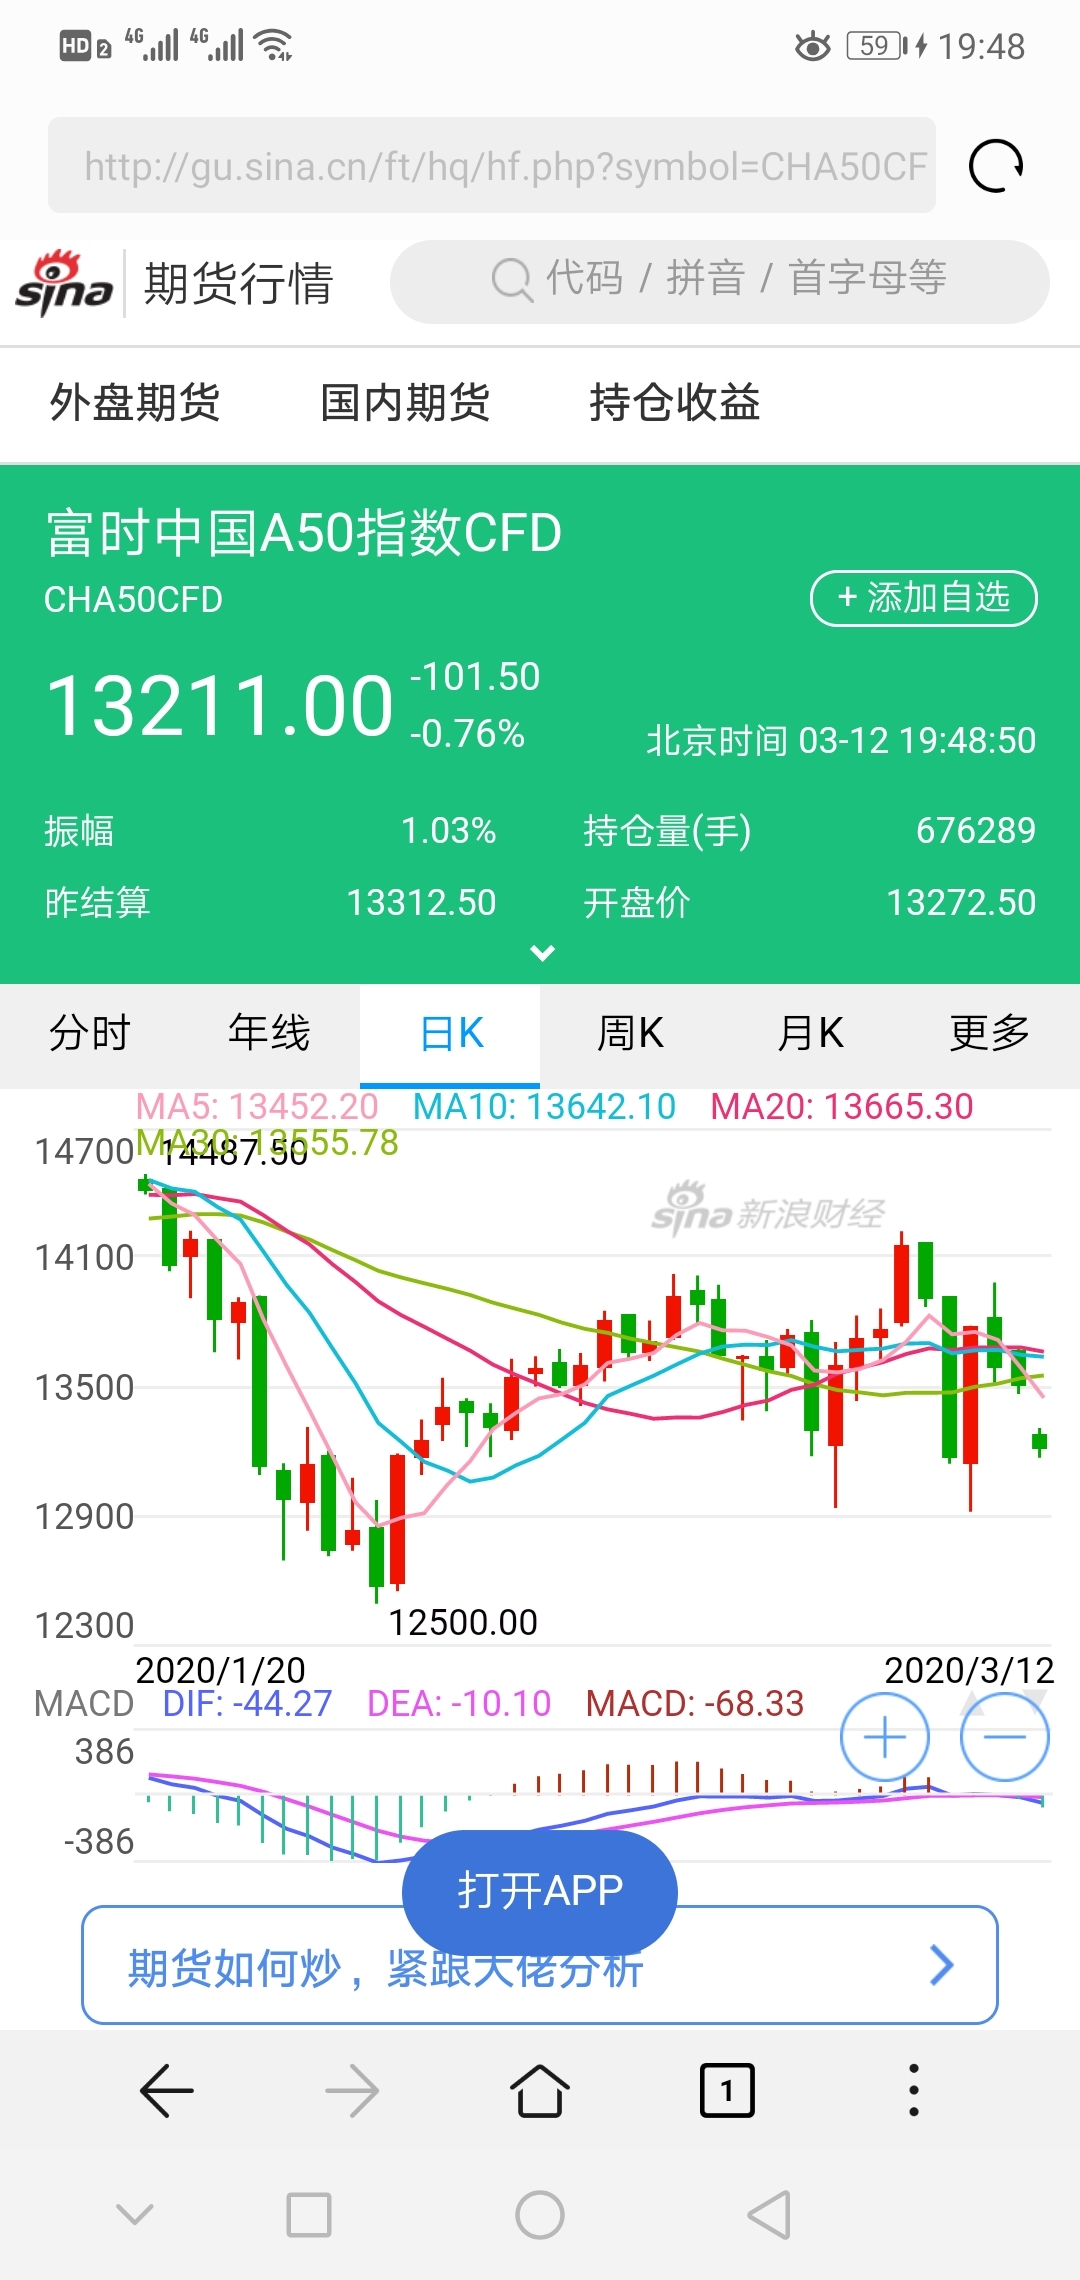 HD 2 4G 4G 59 19:48
http://gu.sina.cn/ft/hq/hf.php?symbol=CHA50CF
sina 期货行情 代码 / 拼音 / 首字母等
外盘期货 国内期货 持仓收益
富时中国A50指数CFD
CHA50CFD + 添加自选
13211.00 -101.50
-0.76% 北京时间 03-12 19:48:50
振幅 1.03% 持仓量(手) 676289
昨结算 13312.50 开盘价 13272.50
分时 年线 日K 周K 月K 更多
MA5: 13452.20 MA10: 13642.10 MA20: 13665.30
MA30: 13555.78
14700 14487.50
sina 新浪财经
14100
13500
12900
12300 12500.00
2020/1/20 2020/3/12
MACD DIF: -44.27 DEA: -10.10 MACD: -68.33
386
-386
打开APP
期货如何炒，紧跟大佬分析
1